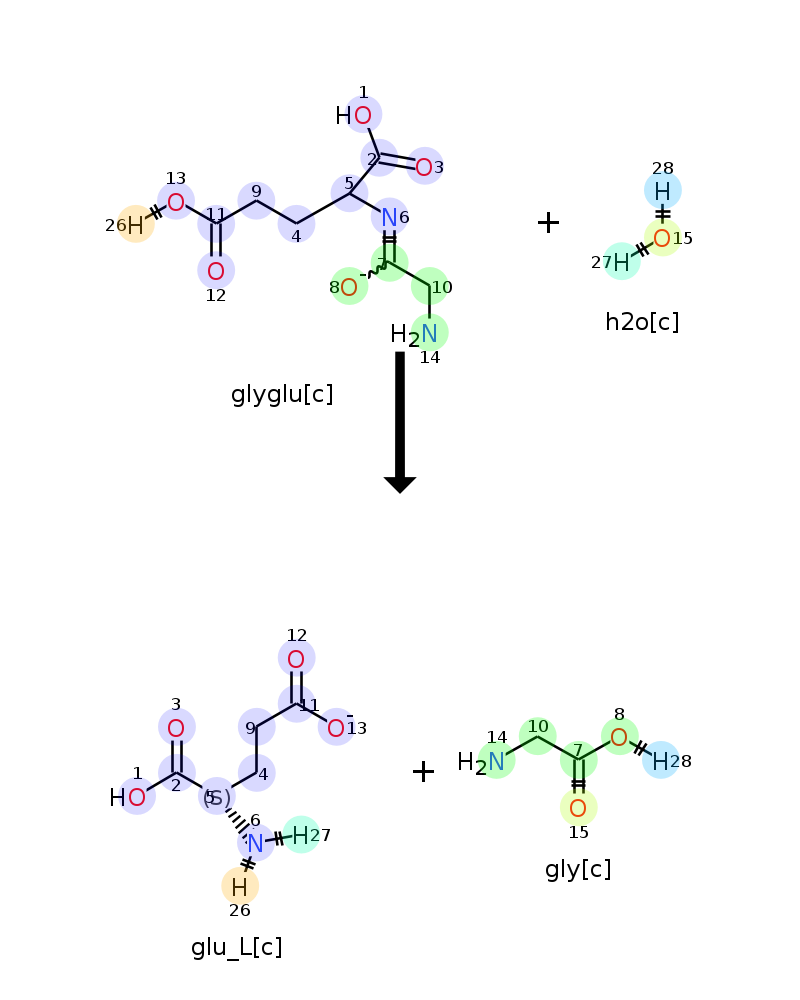 1
HO
2
O3
13
O
5
9
11
26H
N6
4
O
12
7
8O-
10
H2N
14
glyglu[c]
+
28
H
O15
27H
h2o[c]
12
O
3
O
11
O-13
9
1
HO
2
4
5
(S)
6
N
H27
H
26
glu_L[c]
+
14
H2N
10
7
8
O
H28
O
15
gly[c]